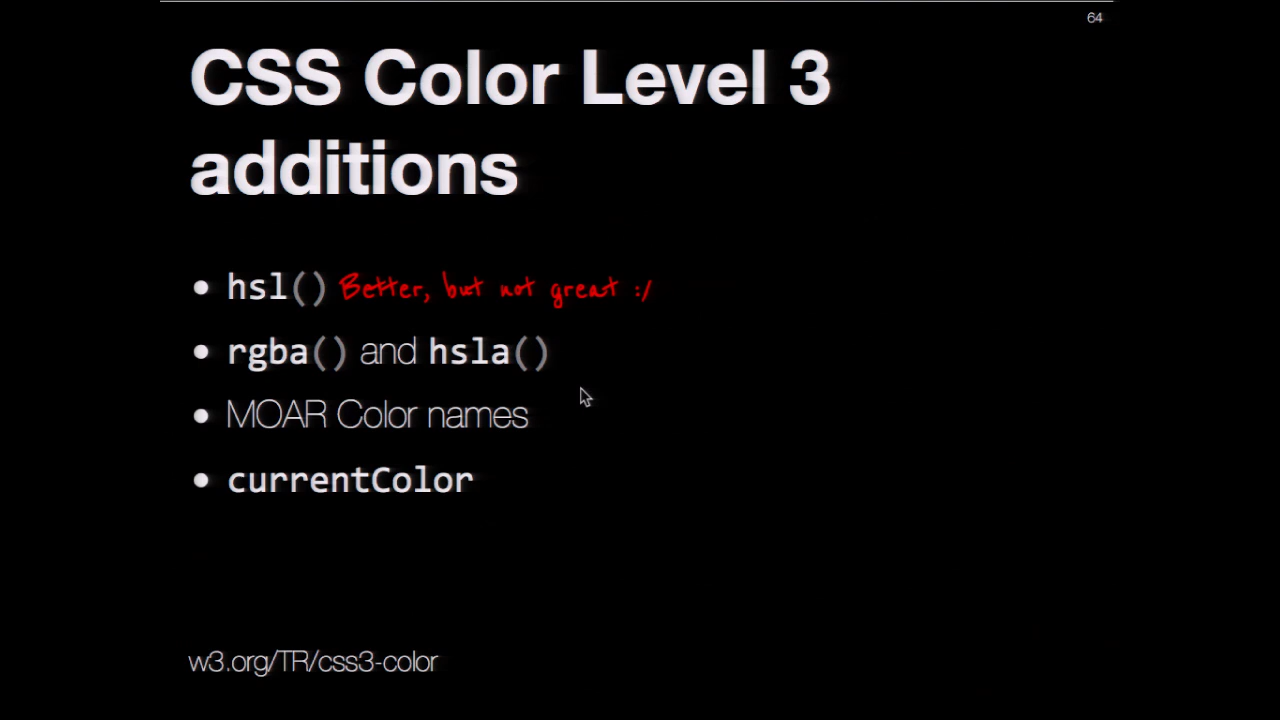 64
CSS Color Level 3
additions
• hsl() Better, but not great :/
• rgba() and hsla()
• MOAR Color names
• currentColor
w3.org/TR/css3-color